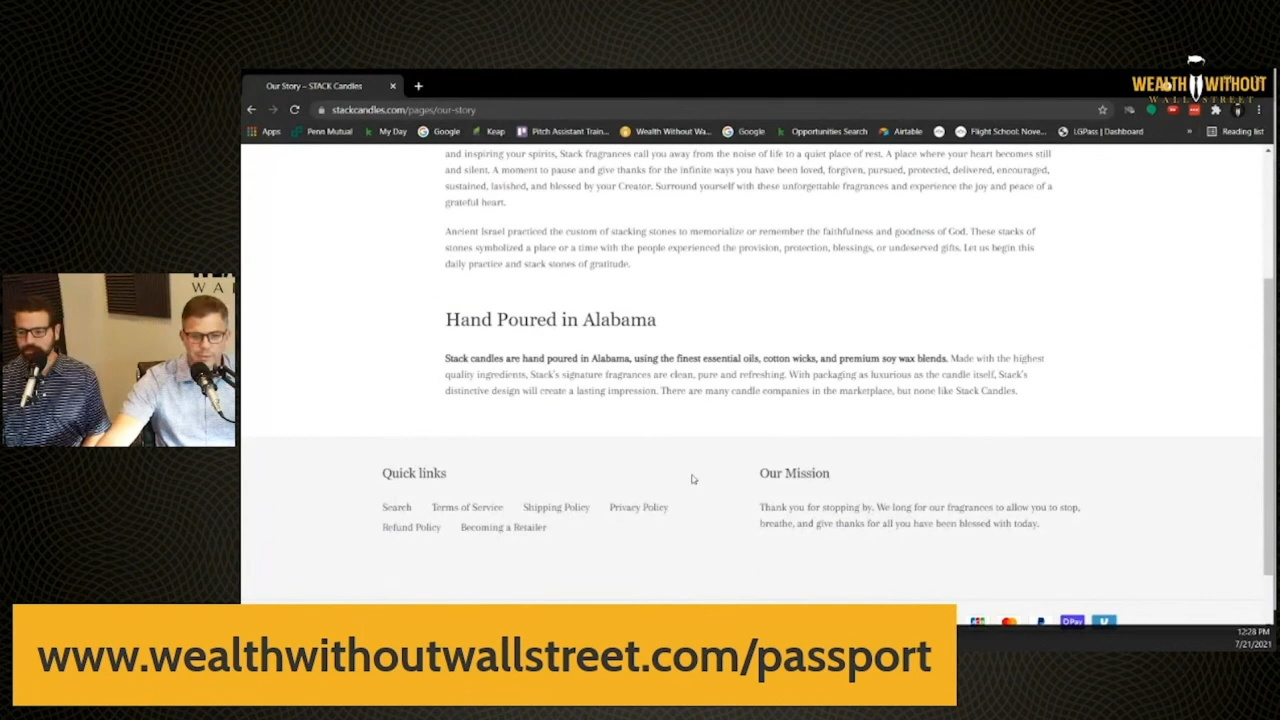 Our Story – STACK Candles
WEALTH WITHOUT
WALL STREET
stackcandles.com/pages/our-story
Apps Penn Mutual My Day Google Keap Pitch Assistant Train... Wealth Without Wa... Google Opportunities Search Airtable Flight School: Nove... LGPass | Dashboard » Reading list
and inspiring your spirits, Stack fragrances call you away from the noise of life to a quiet place of rest. A place where your heart becomes still
and silent. A moment to pause and give thanks for the infinite ways you have been loved, forgiven, pursued, protected, delivered, encouraged,
sustained, lavished, and blessed by your Creator. Surround yourself with these unforgettable fragrances and experience the joy and peace of a
grateful heart.
Ancient Israel practiced the custom of stacking stones to memorialize or remember the faithfulness and goodness of God. These stacks of
stones symbolized a place or a time with the people experienced the provision, protection, blessings, or undeserved gifts. Let us begin this
daily practice and stack stones of gratitude.
Hand Poured in Alabama
Stack candles are hand poured in Alabama, using the finest essential oils, cotton wicks, and premium soy wax blends. Made with the highest
quality ingredients, Stack's signature fragrances are clean, pure and refreshing. With packaging as luxurious as the candle itself, Stack's
distinctive design will create a lasting impression. There are many candle companies in the marketplace, but none like Stack Candles.
Quick links
Search Terms of Service Shipping Policy Privacy Policy
Refund Policy Becoming a Retailer
Our Mission
Thank you for stopping by. We long for our fragrances to allow you to stop,
breathe, and give thanks for all you have been blessed with today.
WA
Pay
12:28 PM
7/21/2021
www.wealthwithoutwallstreet.com/passport